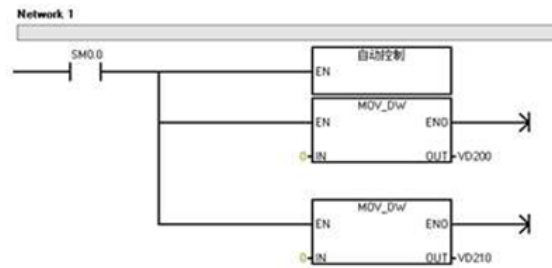 Network 1
SM0.0
自动控制
EN
MOV_DW
EN ENO
0 IN OUT VD200
MOV_DW
EN ENO
0 IN OUT VD210